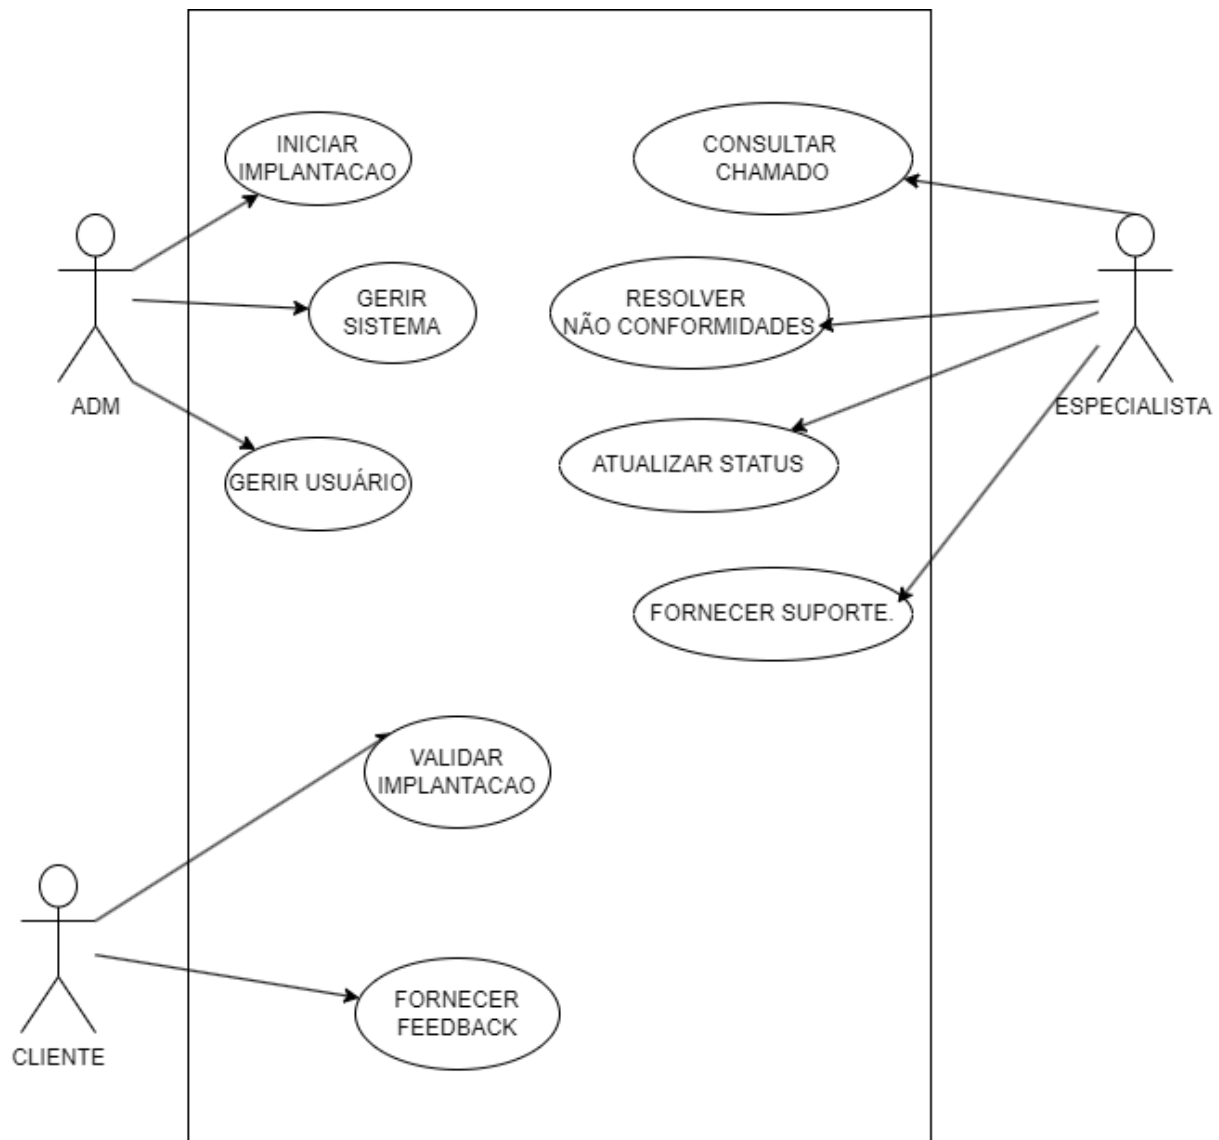 INICIAR
IMPLANTACAO
CONSULTAR
CHAMADO
GERIR
SISTEMA
RESOLVER
NÃO CONFORMIDADES
ADM
ESPECIALISTA
GERIR USUÁRIO
ATUALIZAR STATUS
FORNECER SUPORTE.
VALIDAR
IMPLANTACAO
FORNECER
FEEDBACK
CLIENTE